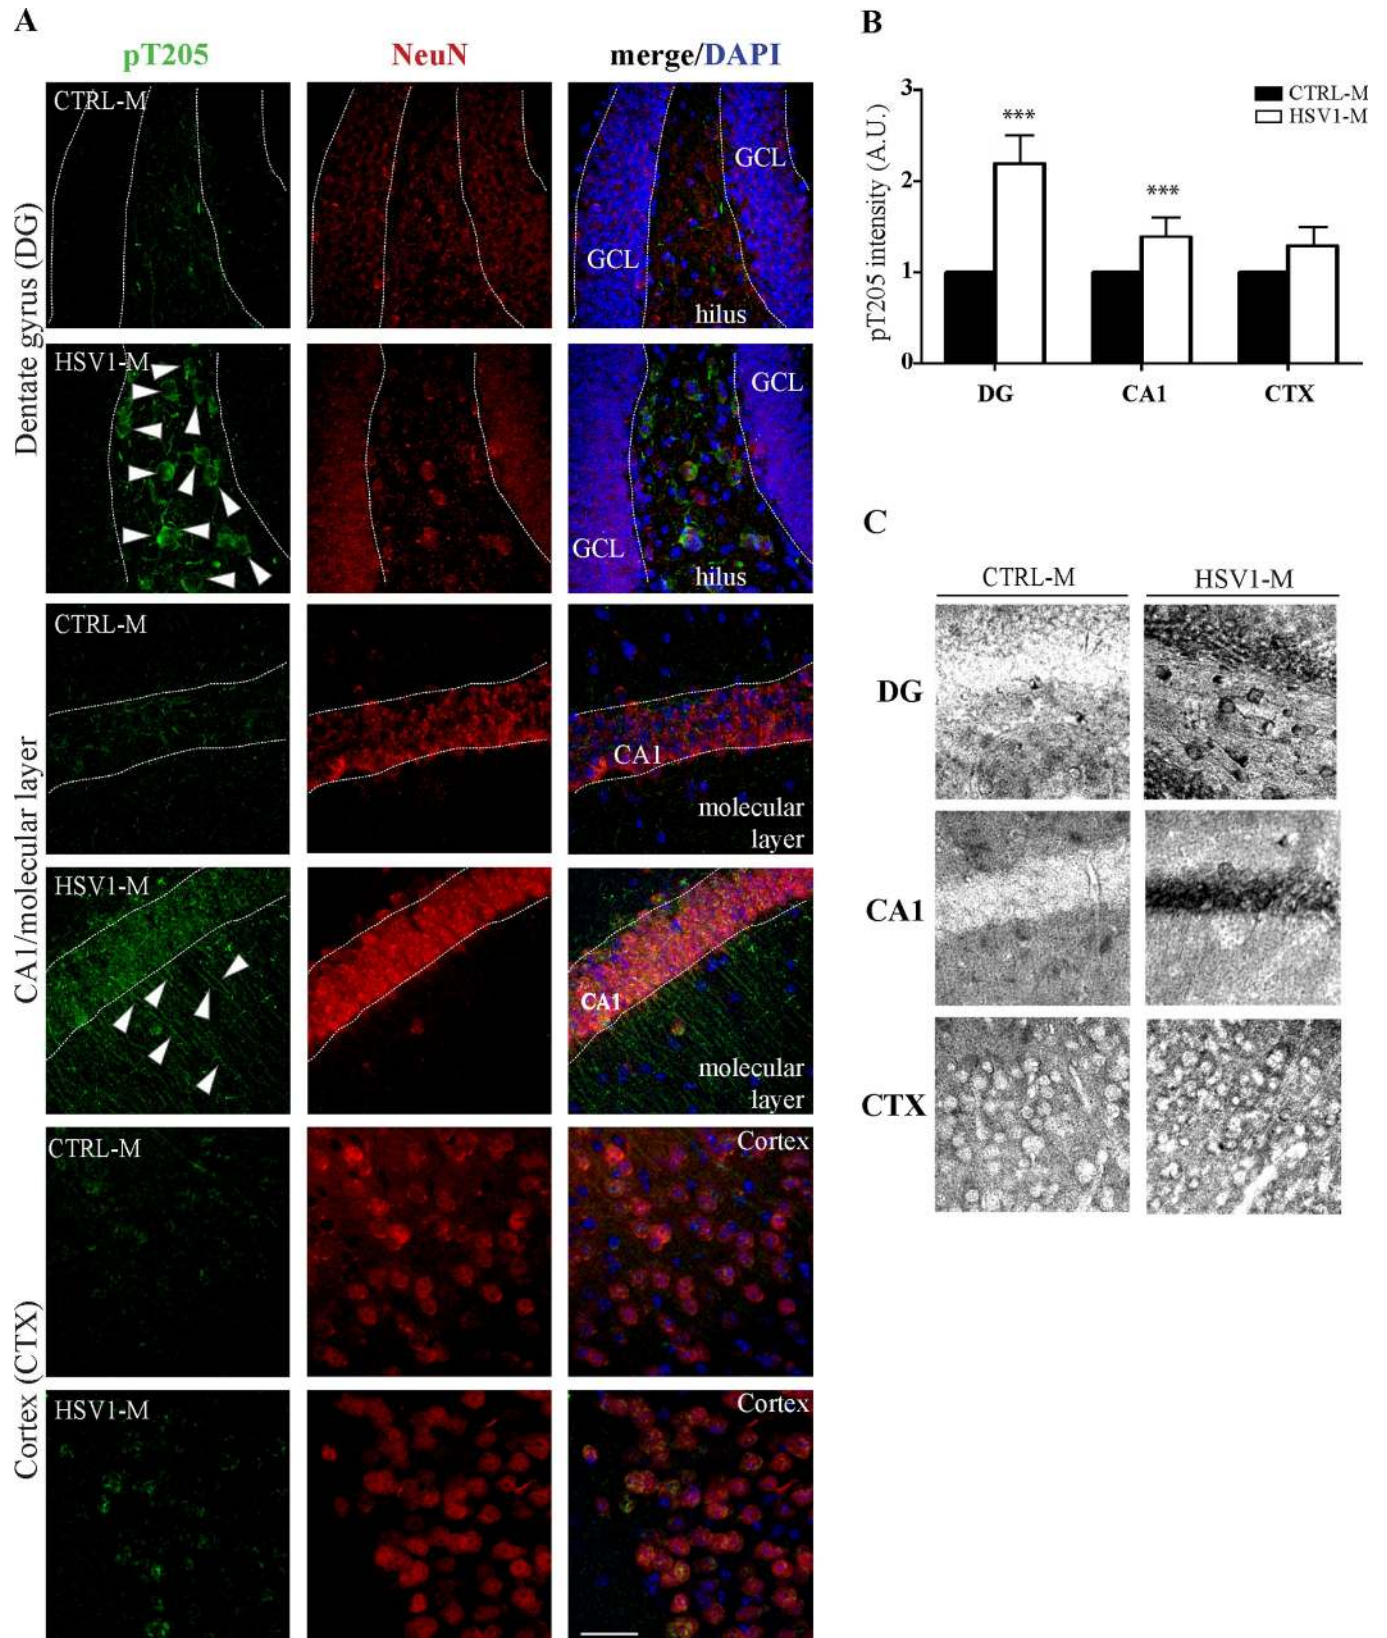 A
pT205
NeuN
merge/DAPI
Dentate gyrus (DG)
CTRL-M
GCL
GCL
hilus
HSV1-M
GCL
GCL
hilus
CA1/molecular layer
CTRL-M
CA1
molecular
layer
HSV1-M
CA1
molecular
layer
Cortex (CTX)
CTRL-M
Cortex
HSV1-M
Cortex
B
pT205 intensity (A.U.)
3
2
1
0
***
***
CTRL-M
HSV1-M
DG
CA1
CTX
C
CTRL-M
HSV1-M
DG
CA1
CTX